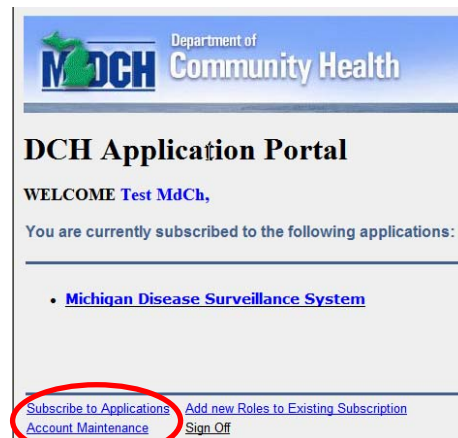 MDCH
Department of
Community Health
DCH Application Portal
WELCOME Test MdCh,
You are currently subscribed to the following applications:
• Michigan Disease Surveillance System
Subscribe to Applications Add new Roles to Existing Subscription
Account Maintenance Sign Off